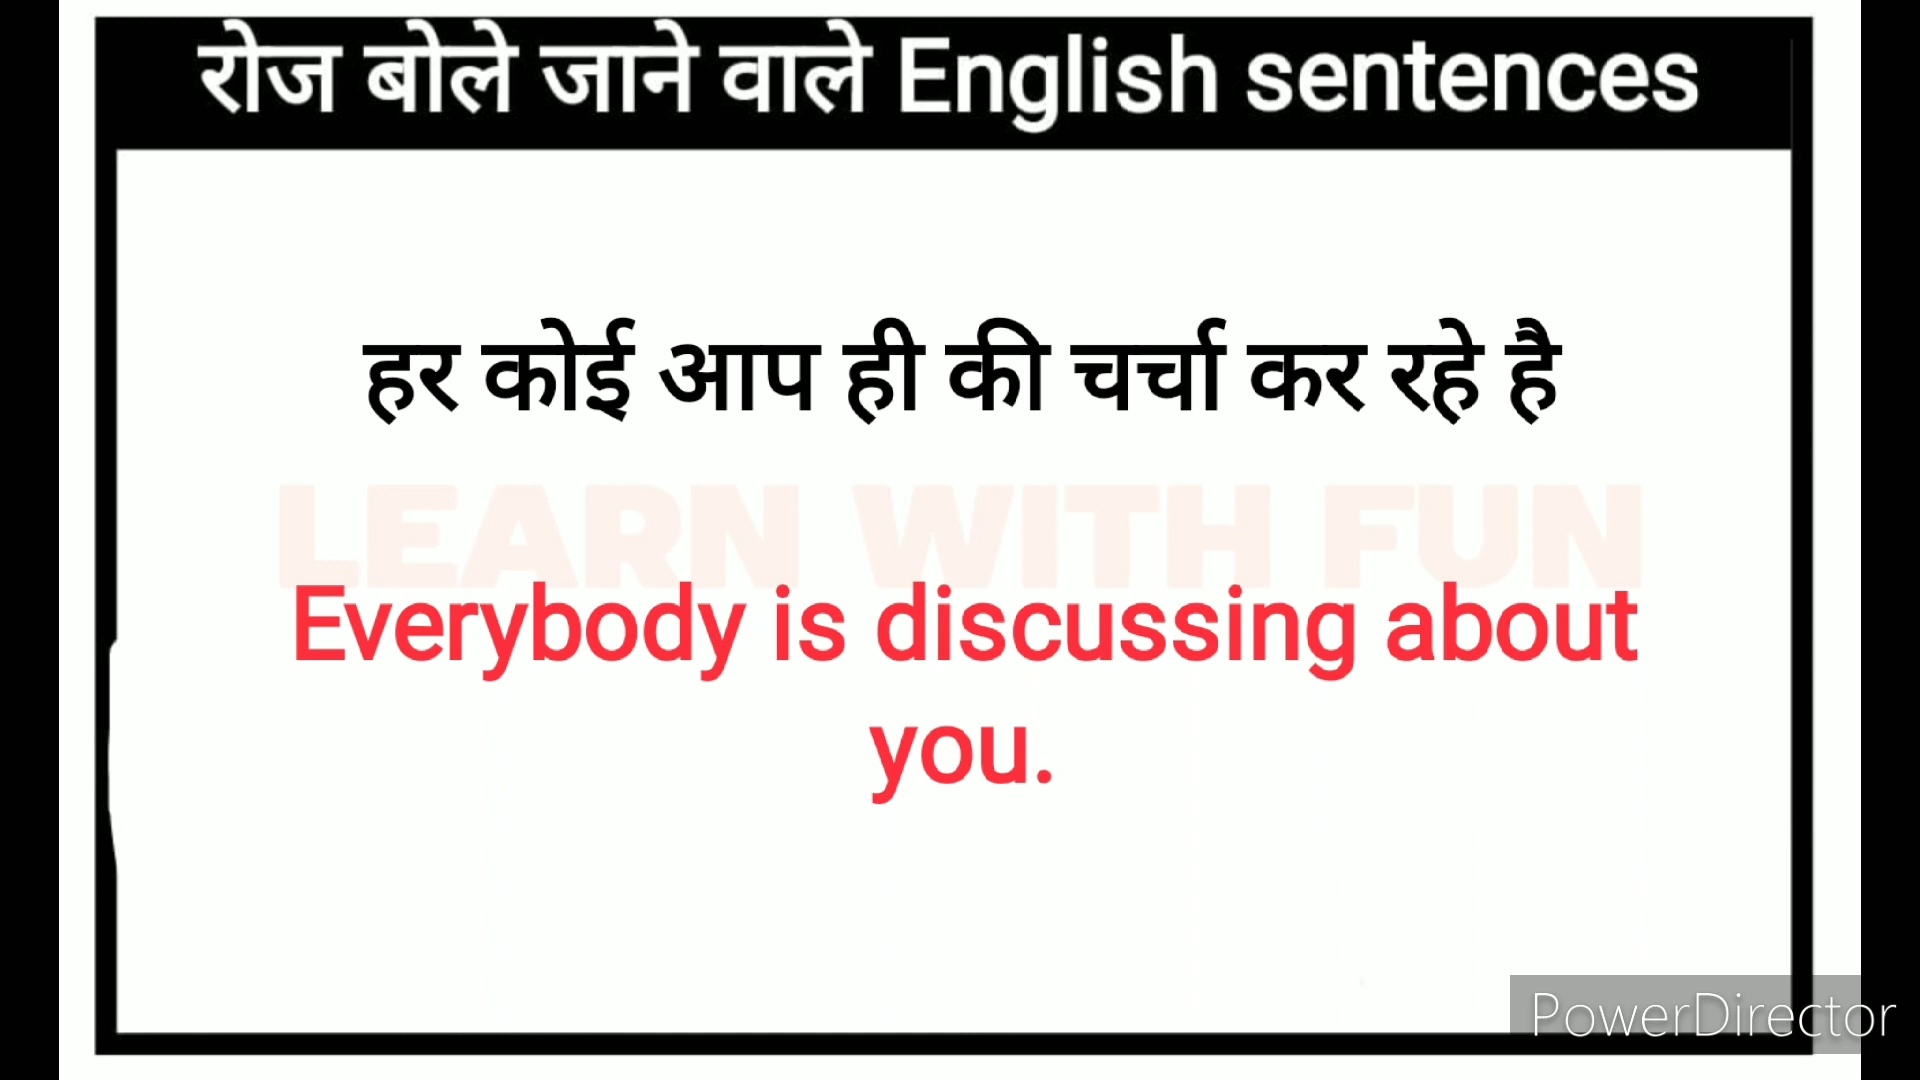 रोज बोले जाने वाले English sentences
हर कोई आप ही की चर्चा कर रहे है
LEARN WITH FUN
Everybody is discussing about
you.
PowerDirector